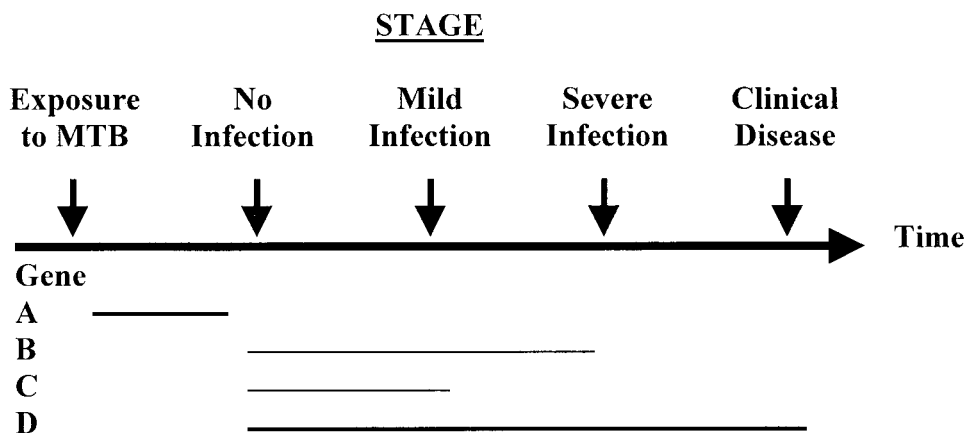 STAGE
Exposure to MTB
No Infection
Mild Infection
Severe Infection
Clinical Disease
Time
Gene
A
B
C
D